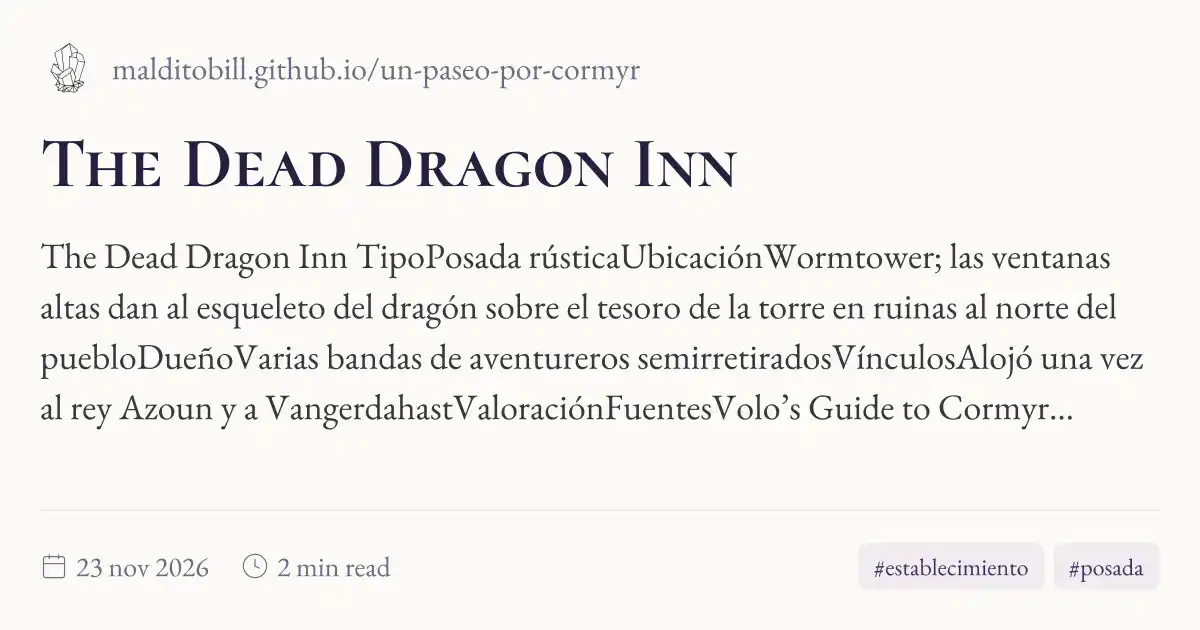 malditobill.github.io/un-paseo-por-cormyr
The Dead Dragon Inn
The Dead Dragon Inn TipoPosada rústicaUbicaciónWormtower; las ventanas
altas dan al esqueleto del dragón sobre el tesoro de la torre en ruinas al norte del
puebloDueñoVarias bandas de aventureros semirretiradosVínculosAlojó una vez
al rey Azoun y a VangerdahastValoraciónFuentesVolo’s Guide to Cormyr...
23 nov 2026 2 min read #establecimiento #posada